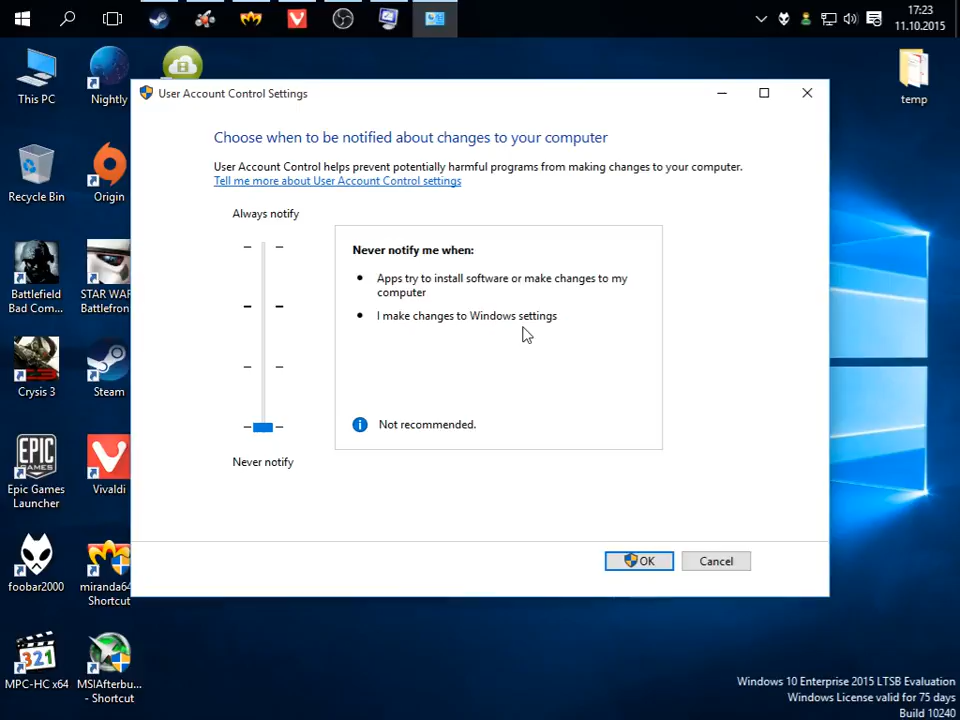 17:23
11.10.2015
This PC
Nightly
temp
Recycle Bin
Origin
Battlefield
Bad Com...
STAR WAR
Battlefron
Crysis 3
Steam
EPIC
GAMES
Epic Games
Launcher
Vivaldi
foobar2000
miranda64
Shortcut
321
MPC-HC x64
MSIAfterbu...
- Shortcut
User Account Control Settings
Choose when to be notified about changes to your computer
User Account Control helps prevent potentially harmful programs from making changes to your computer.
Tell me more about User Account Control settings
Always notify
Never notify me when:
Apps try to install software or make changes to my
computer
I make changes to Windows settings
Not recommended.
Never notify
OK
Cancel
Windows 10 Enterprise 2015 LTSB Evaluation
Windows License valid for 75 days
Build 10240